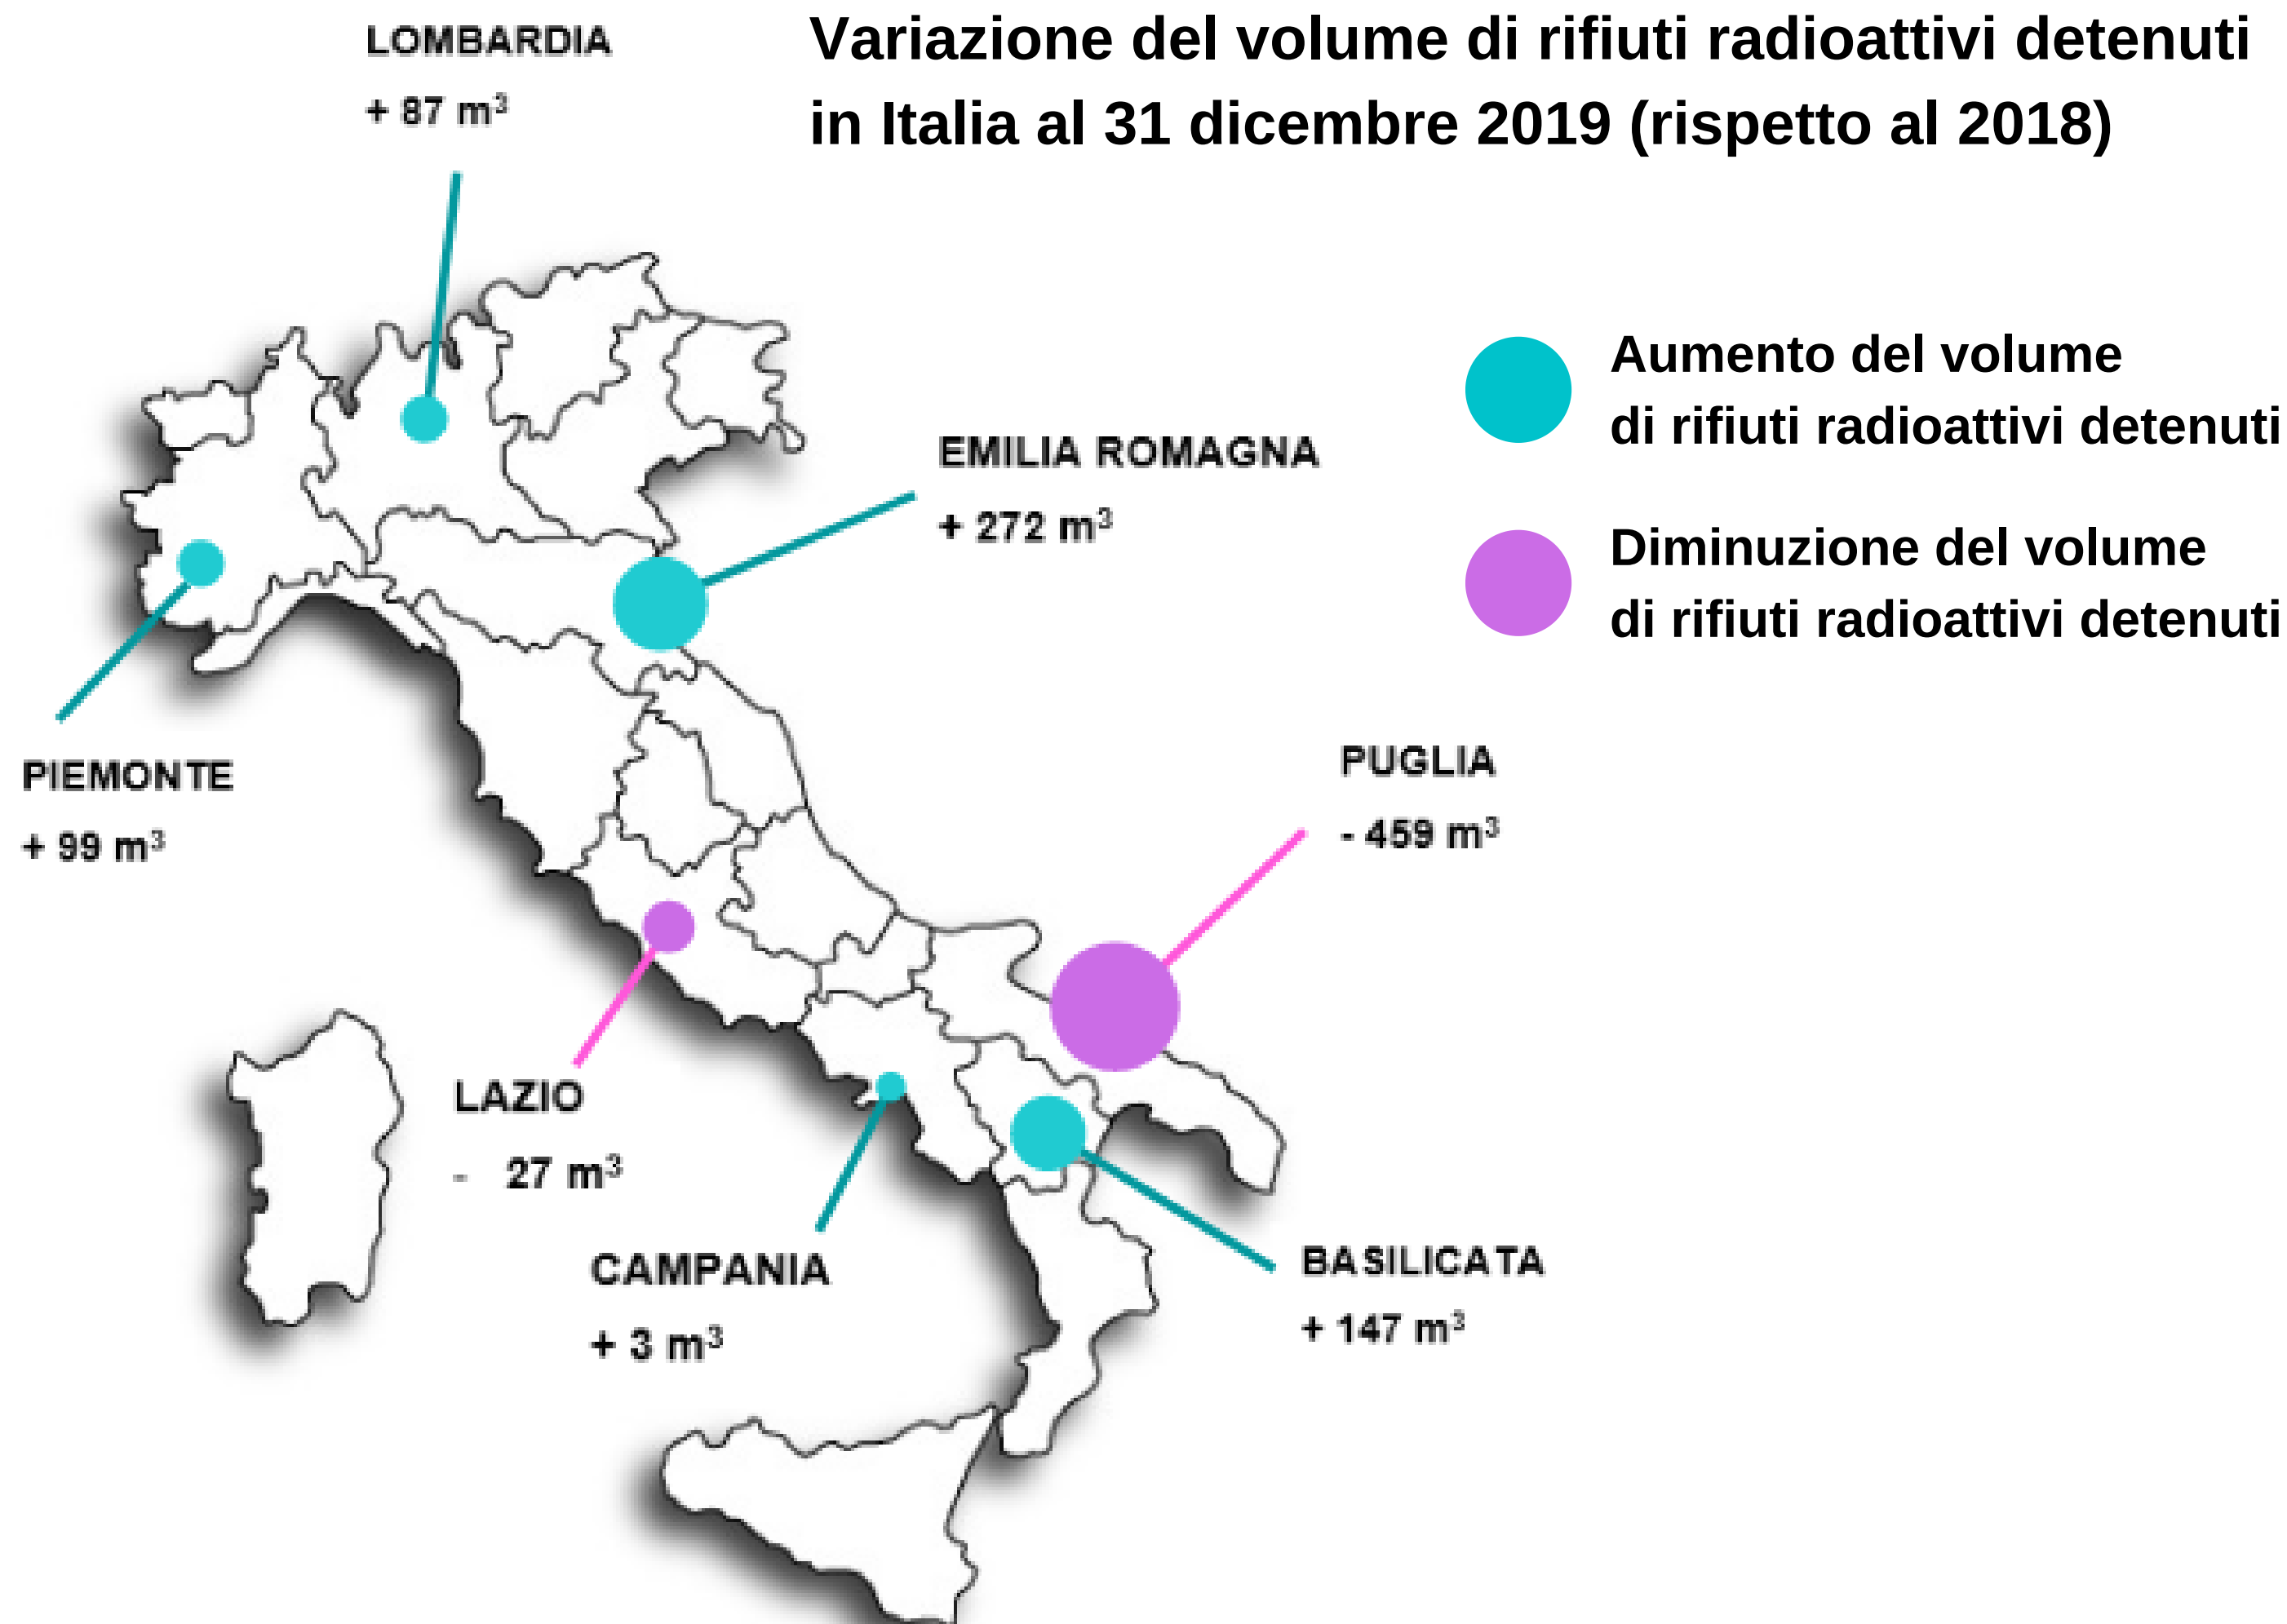 Variazione del volume di rifiuti radioattivi detenuti
in Italia al 31 dicembre 2019 (rispetto al 2018)
LOMBARDIA
+ 87 m³
Aumento del volume
di rifiuti radioattivi detenuti
EMILIA ROMAGNA
+ 272 m³
Diminuzione del volume
di rifiuti radioattivi detenuti
PIEMONTE
+ 99 m³
PUGLIA
- 459 m³
LAZIO
- 27 m³
CAMPANIA
+ 3 m³
BASILICATA
+ 147 m³